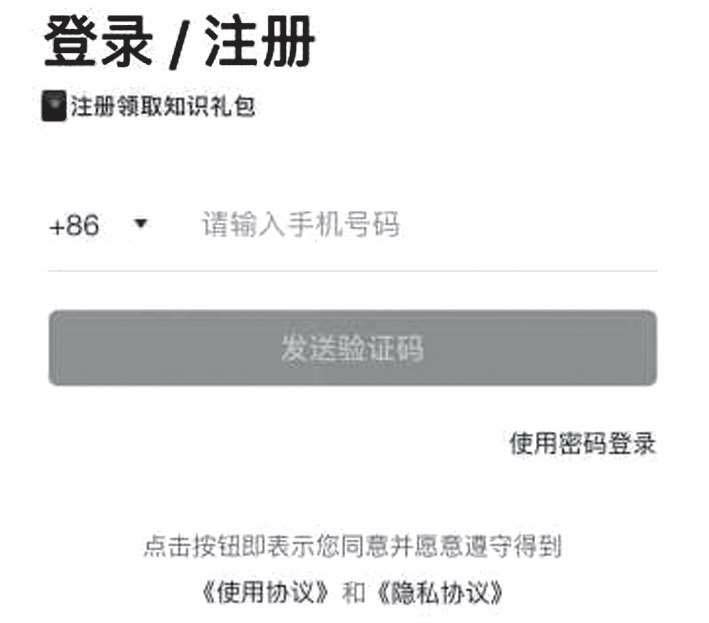 登录 / 注册
注册领取知识礼包
+86 请输入手机号码
发送验证码
使用密码登录
点击按钮即表示您同意并愿意遵守得到
《使用协议》 和 《隐私协议》